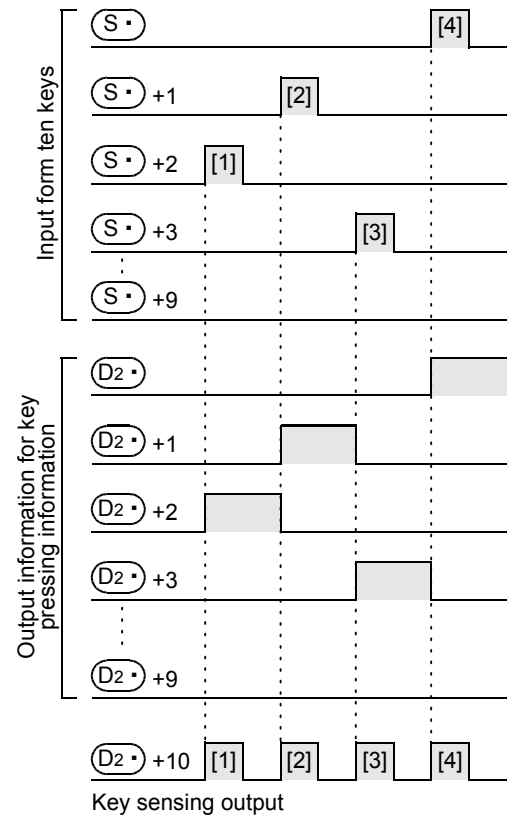 Input form ten keys
S· [4]
S· +1 [2]
S· +2 [1]
S· +3 [3]
S· +9
Output information for key
pressing information
D2·
D2· +1
D2· +2
D2· +3
D2· +9
D2· +10 [1] [2] [3] [4]
Key sensing output